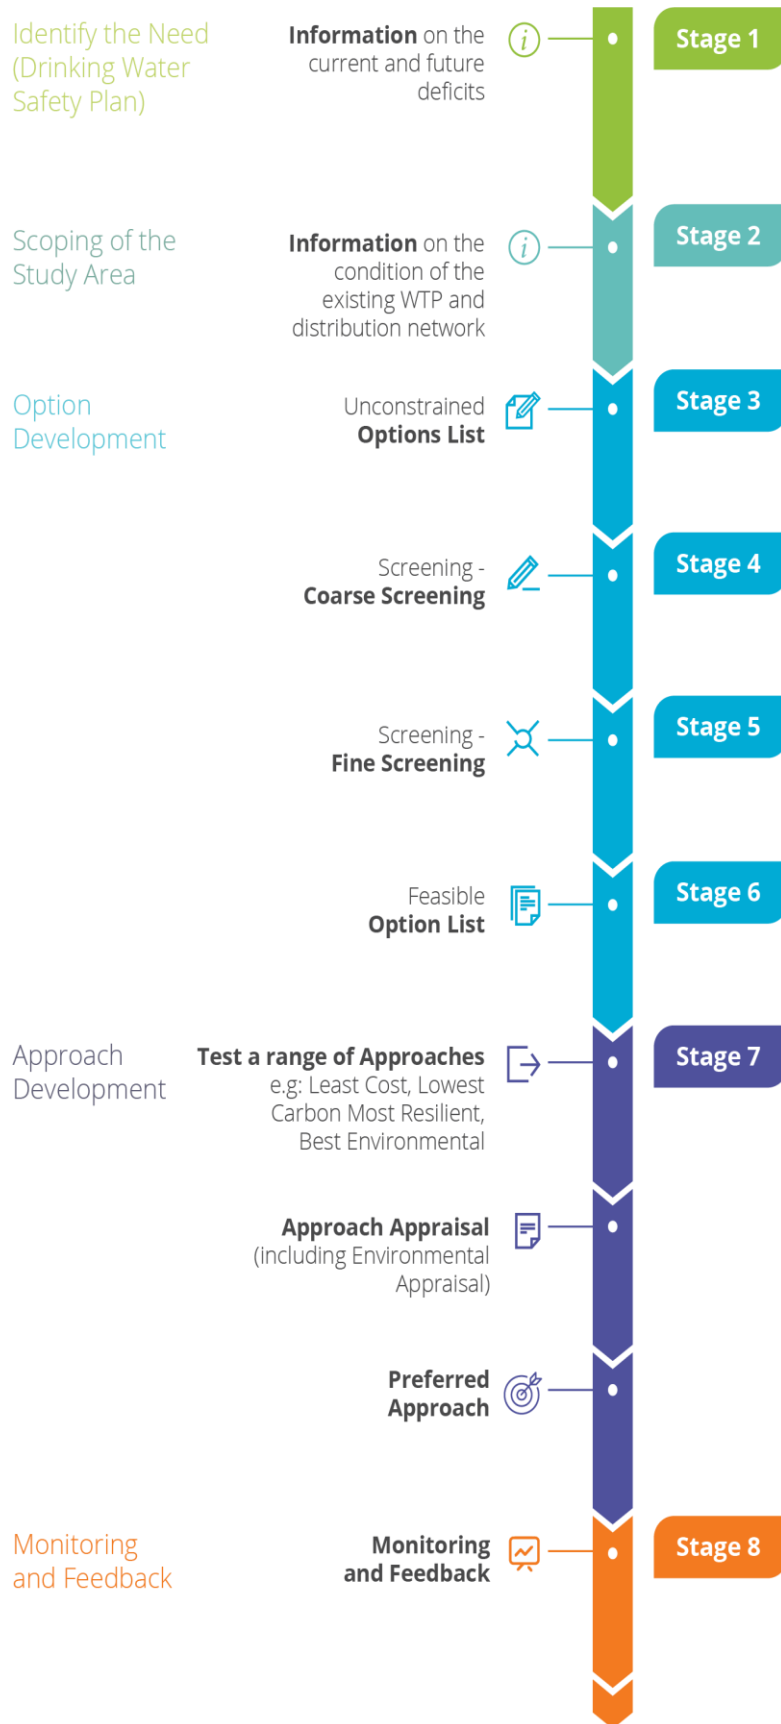 Identify the Need
(Drinking Water
Safety Plan)
Information on the
current and future
deficits
i
Stage 1
Scoping of the
Study Area
Information on the
condition of the
existing WTP and
distribution network
i
Stage 2
Option
Development
Unconstrained
Options List
Stage 3
Screening -
Coarse Screening
Stage 4
Screening -
Fine Screening
Stage 5
Feasible
Option List
Stage 6
Approach
Development
Test a range of Approaches
e.g: Least Cost, Lowest
Carbon Most Resilient,
Best Environmental
Stage 7
Approach Appraisal
(including Environmental
Appraisal)
Preferred
Approach
Monitoring
and Feedback
Monitoring
and Feedback
Stage 8